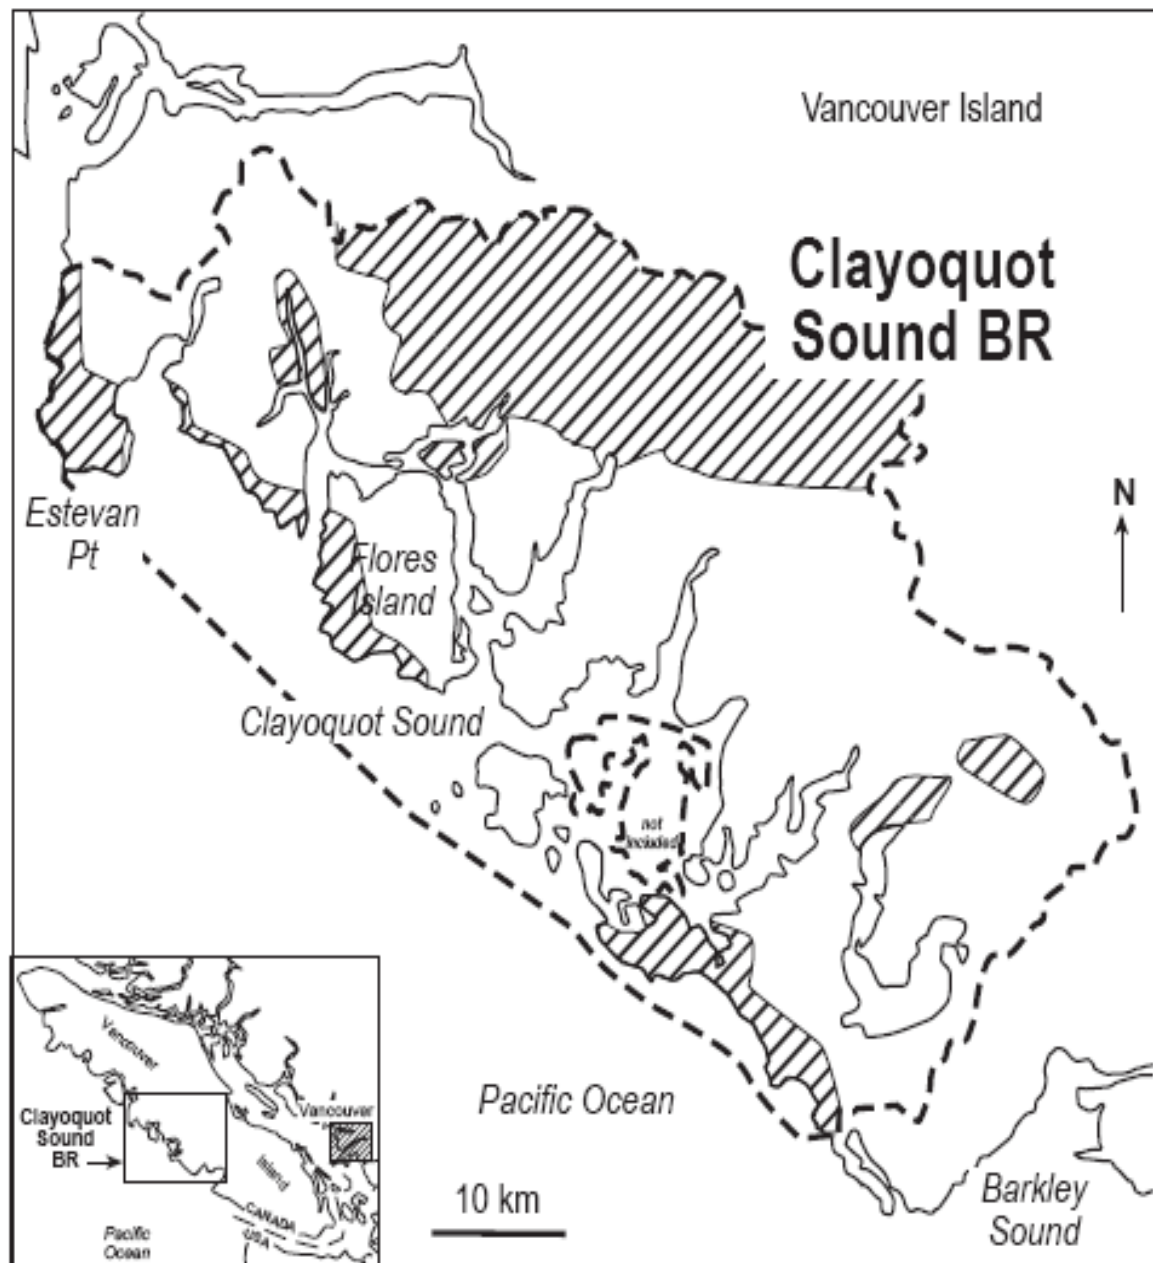 Vancouver Island
Clayoquot
Sound BR
N
Estevan
Pt
Flores
Island
Clayoquot Sound
not
included
Pacific Ocean
10 km
Barkley
Sound
Vancouver
Island
Vancouver
Clayoquot
Sound
BR
CANADA
USA
Pacific
Ocean